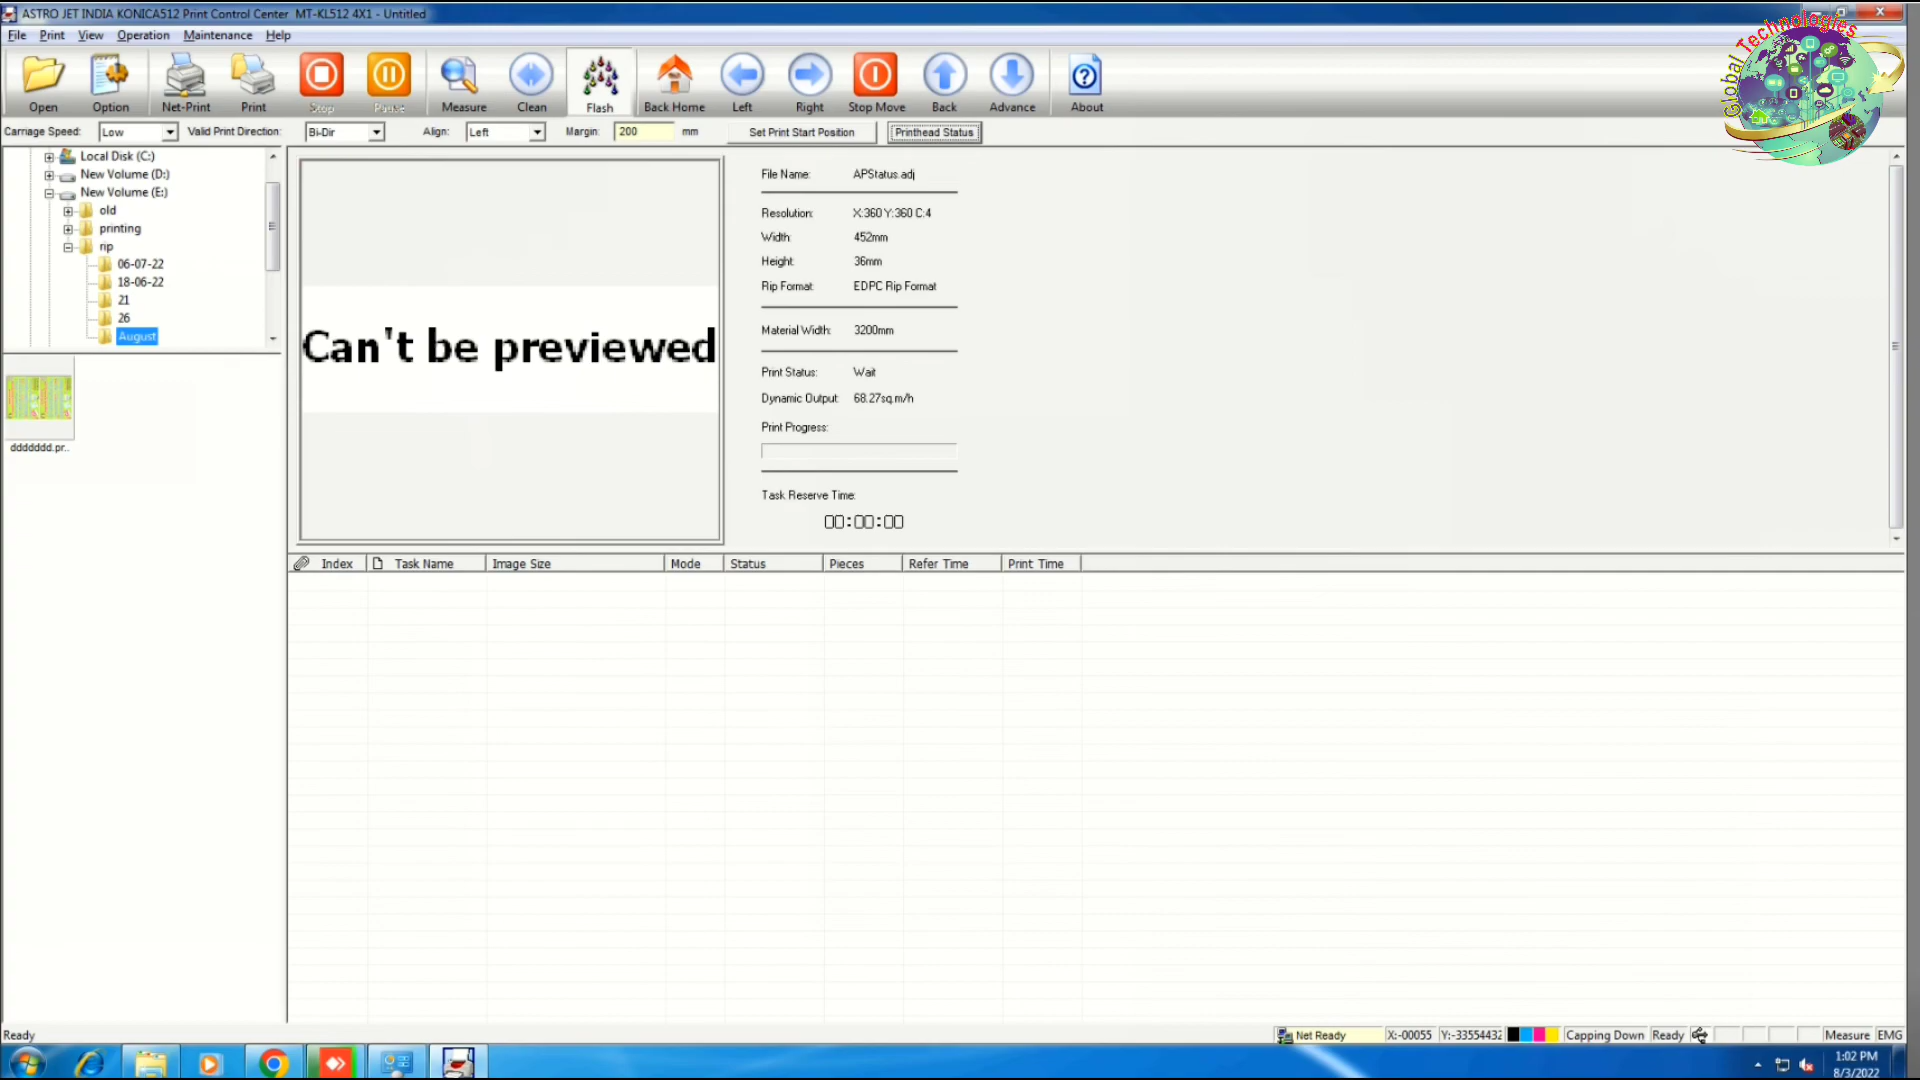 ASTRO JET INDIA KONICA512 Print Control Center MT-KL512 4X1 - Untitled
File Print View Operation Maintenance Help
Open Option Net-Print Print Stop Pause Measure Clean Flash Back Home Left Right Stop Move Back Advance About
Carriage Speed: Low Valid Print Direction: Bi-Dir Align: Left Margin: 200 mm Set Print Start Position Printhead Status
Global Technologies
Local Disk (C:)
New Volume (D:)
New Volume (E:)
old
printing
rip
06-07-22
18-06-22
21
26
August
ddddddd.pr..
Can't be previewed
File Name: APStatus.adj
Resolution: X:360 Y:360 C:4
Width: 452mm
Height: 36mm
Rip Format: EDPC Rip Format
Material Width: 3200mm
Print Status: Wait
Dynamic Output: 68.27sq.m/h
Print Progress:
Task Reserve Time:
00:00:00
Index Task Name Image Size Mode Status Pieces Refer Time Print Time
Ready Net Ready X:-00055 Y:-33554432 Capping Down Ready Measure EMG
1:02 PM
8/3/2022